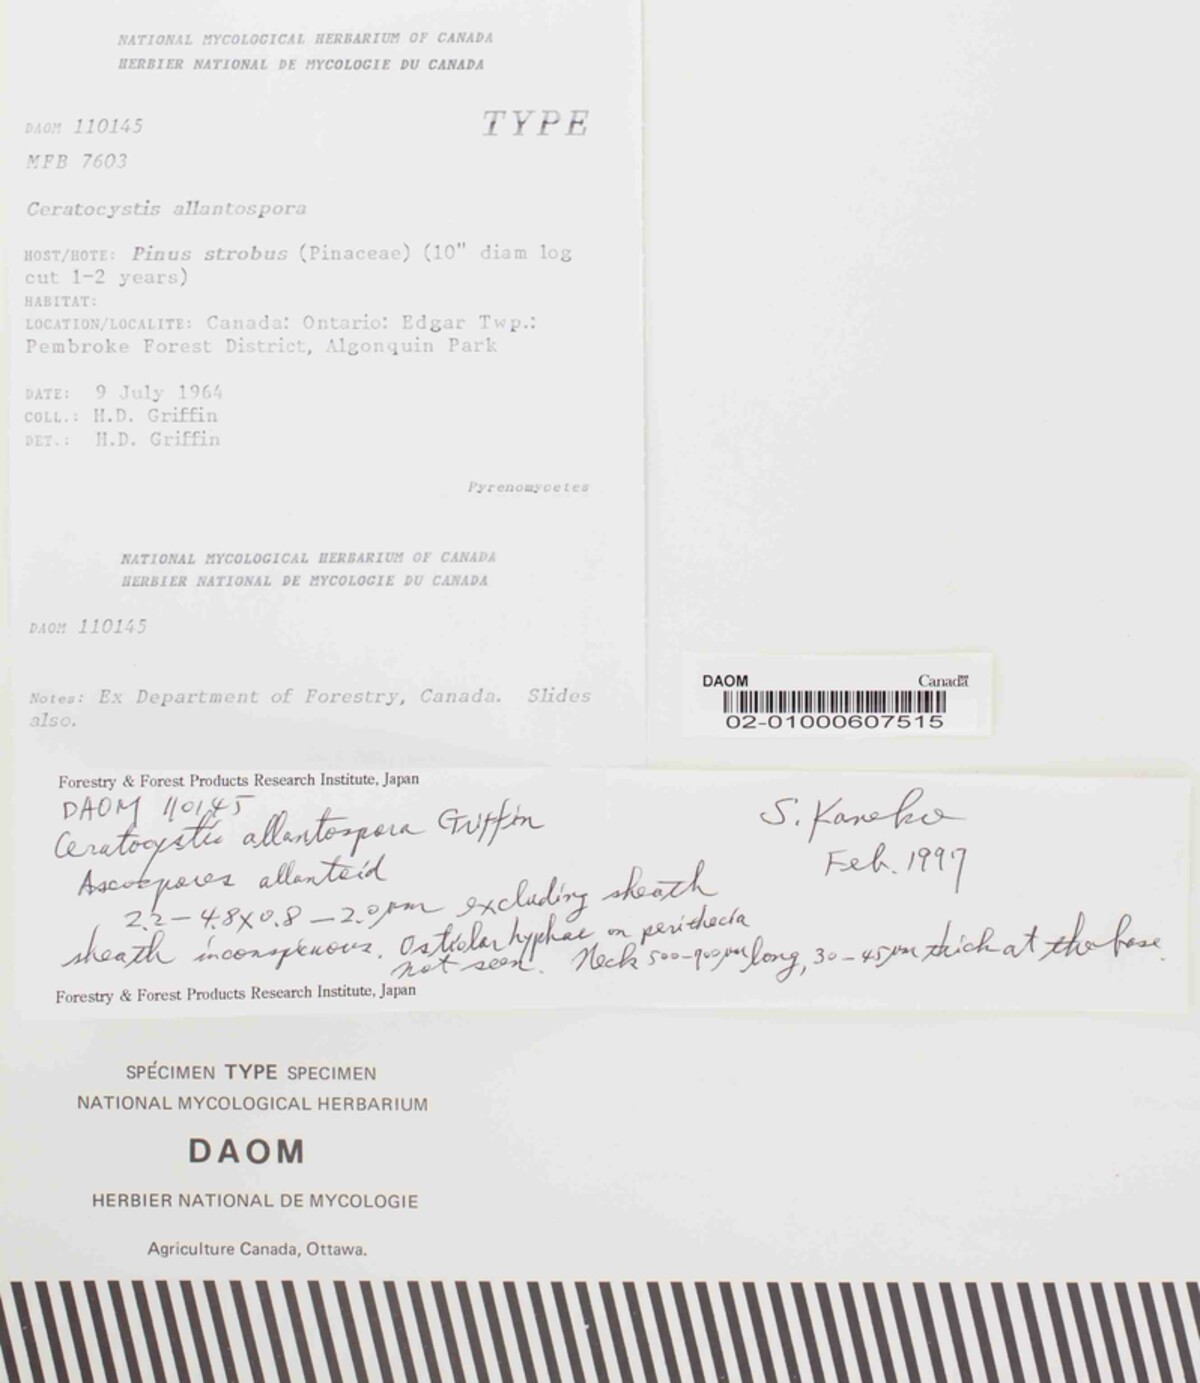 NATIONAL MYCOLOGICAL HERBARIUM OF CANADA
HERBIER NATIONAL DE MYCOLOGIE DU CANADA
DAOM 110145
TYPE
MFB 7603
Ceratocystis allantospora
HOST/HOTE: Pinus strobus (Pinaceae) (10" diam log
cut 1-2 years)
HABITAT:
LOCATION/LOCALITE: Canada: Ontario: Edgar Twp.:
Pembroke Forest District, Algonquin Park
DATE: 9 July 1964
COLL.: H.D. Griffin
DET.: H.D. Griffin
Pyrenomycetes
NATIONAL MYCOLOGICAL HERBARIUM OF CANADA
HERBIER NATIONAL DE MYCOLOGIE DU CANADA
DAOM 110145
Notes: Ex Department of Forestry, Canada. Slides
also.
DAOM Canada
02-01000607515
Forestry & Forest Products Research Institute, Japan
DAOM 110145
Ceratocystis allantospora Griffin
S. Kaneko
Feb. 1997
Ascospores allantoid
2.2–4.8×0.8–2.0µm excluding sheath
sheath inconspicuous. Ostiolar hyphae on perithecia
not seen. Neck 500-900µm long, 30-45µm thick at the base.
Forestry & Forest Products Research Institute, Japan
SPÉCIMEN TYPE SPECIMEN
NATIONAL MYCOLOGICAL HERBARIUM
DAOM
HERBIER NATIONAL DE MYCOLOGIE
Agriculture Canada, Ottawa.